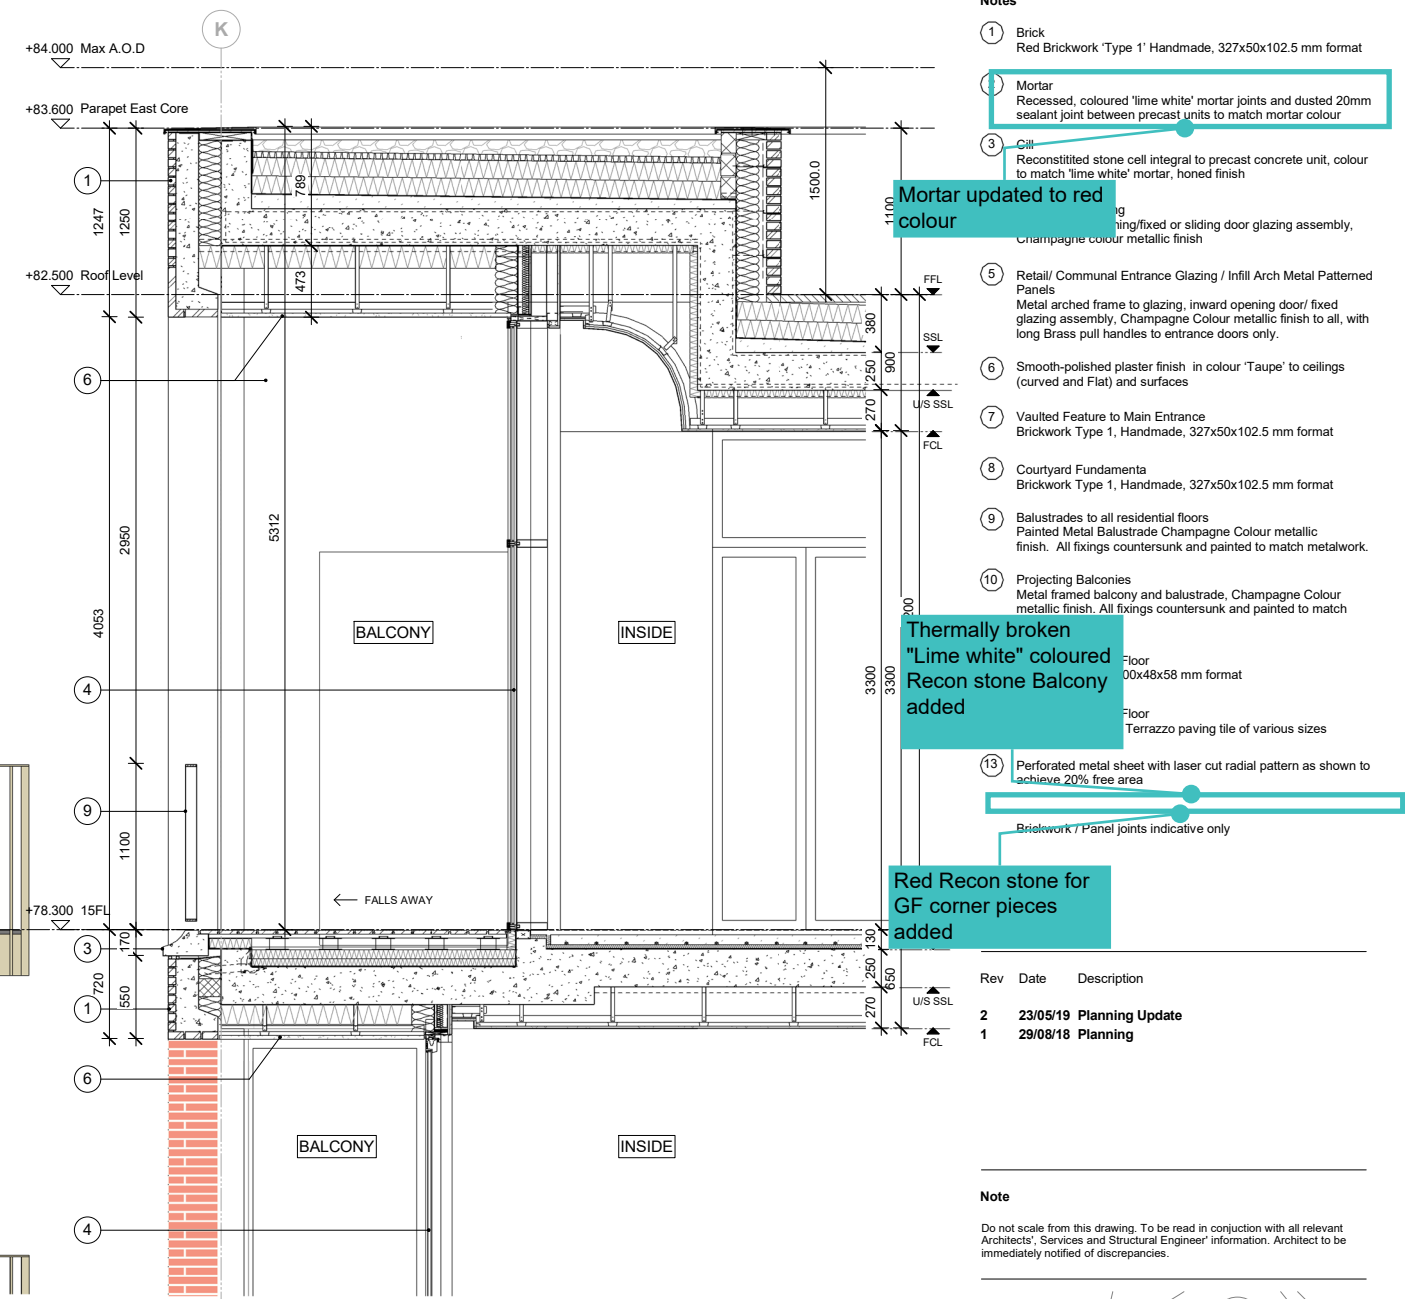 K
+84.000 Max A.O.D
+83.600 Parapet East Core
+82.500 Roof Level
+78.300 15FL
1
6
4
9
3
1
6
4
1247
1250
789
473
2950
4053
5312
1100
170
720
550
1500.0
1100
380
900
250
270
3300
3300
200
130
250
650
270
FFL
SSL
U/S SSL
FCL
U/S SSL
FCL
BALCONY
INSIDE
FALLS AWAY
BALCONY
INSIDE
Notes
1 Brick
Red Brickwork ‘Type 1’ Handmade, 327x50x102.5 mm format
Mortar
Recessed, coloured 'lime white' mortar joints and dusted 20mm
sealant joint between precast units to match mortar colour
3 Cill
Reconstitited stone cell integral to precast concrete unit, colour
to match 'lime white' mortar, honed finish
Mortar updated to red
colour
ng
ning/fixed or sliding door glazing assembly,
Champagne colour metallic finish
5 Retail/ Communal Entrance Glazing / Infill Arch Metal Patterned
Panels
Metal arched frame to glazing, inward opening door/ fixed
glazing assembly, Champagne Colour metallic finish to all, with
long Brass pull handles to entrance doors only.
6 Smooth-polished plaster finish in colour ‘Taupe’ to ceilings
(curved and Flat) and surfaces
7 Vaulted Feature to Main Entrance
Brickwork Type 1, Handmade, 327x50x102.5 mm format
8 Courtyard Fundamenta
Brickwork Type 1, Handmade, 327x50x102.5 mm format
9 Balustrades to all residential floors
Painted Metal Balustrade Champagne Colour metallic
finish. All fixings countersunk and painted to match metalwork.
10 Projecting Balconies
Metal framed balcony and balustrade, Champagne Colour
metallic finish. All fixings countersunk and painted to match
Thermally broken
"Lime white" coloured
Recon stone Balcony
added
Floor
00x48x58 mm format
Floor
Terrazzo paving tile of various sizes
13 Perforated metal sheet with laser cut radial pattern as shown to
achieve 20% free area
Brickwork / Panel joints indicative only
Red Recon stone for
GF corner pieces
added
Rev Date Description
2 23/05/19 Planning Update
1 29/08/18 Planning
Note
Do not scale from this drawing. To be read in conjuction with all relevant
Architects', Services and Structural Engineer' information. Architect to be
immediately notified of discrepancies.